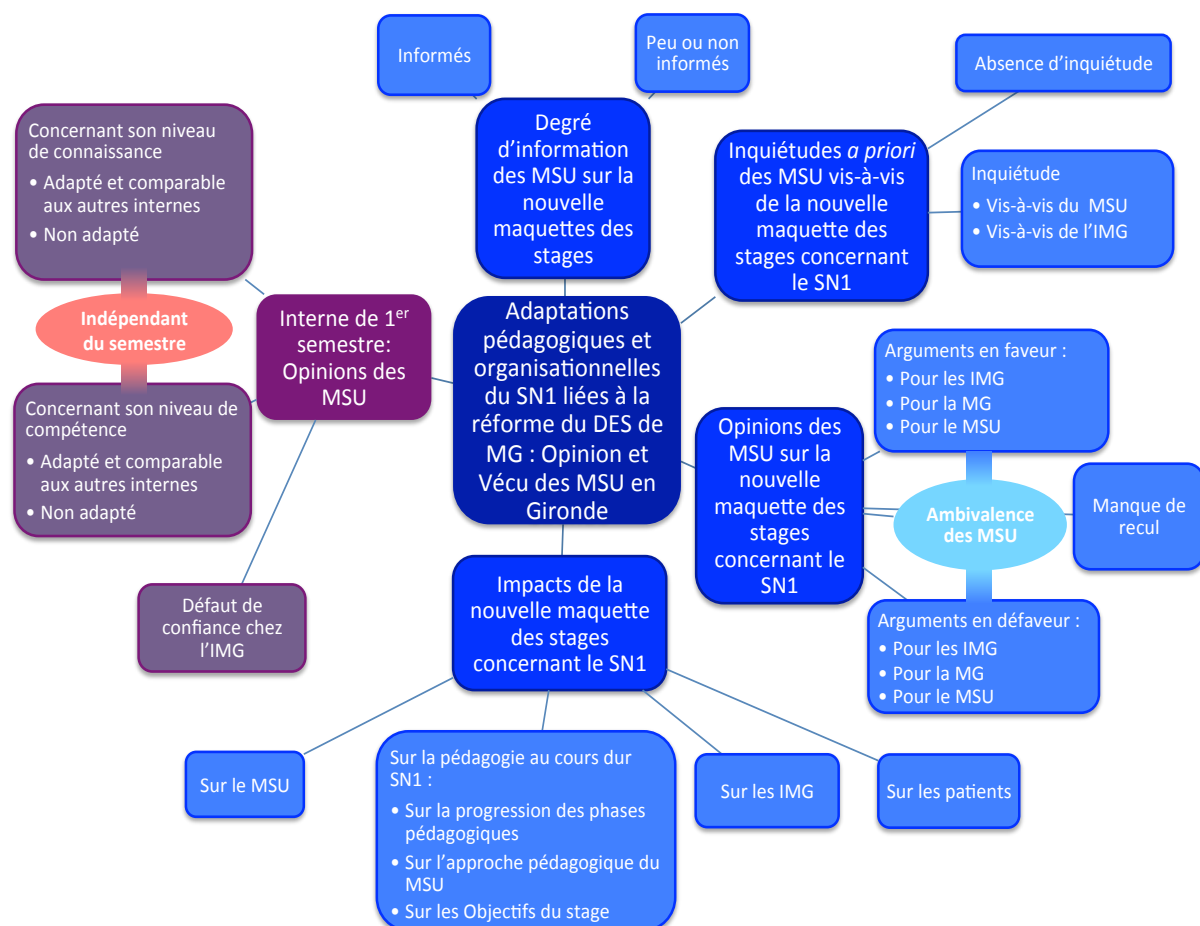 Informés
Peu ou non
informés
Absence d'inquiétude
Concernant son niveau
de connaissance
• Adapté et comparable
aux autres internes
• Non adapté
Degré
d'information
des MSU sur la
nouvelle
maquettes des
stages
Inquiétudes a priori
des MSU vis-à-vis
de la nouvelle
maquette des
stages concernant
le SN1
Inquiétude
• Vis-à-vis du MSU
• Vis-à-vis de l'IMG
Indépendant
du semestre
Interne de 1er
semestre:
Opinions des
MSU
Adaptations
pédagogiques et
organisationnelles
du SN1 liées à la
réforme du DES de
MG : Opinion et
Vécu des MSU en
Gironde
Arguments en faveur :
• Pour les IMG
• Pour la MG
• Pour le MSU
Concernant son niveau de
compétence
• Adapté et comparable
aux autres internes
• Non adapté
Opinions des
MSU sur la
nouvelle
maquette des
stages
concernant le
SN1
Ambivalence
des MSU
Manque de
recul
Défaut de
confiance chez
l'IMG
Impacts de la
nouvelle maquette
des stages
concernant le SN1
Arguments en défaveur :
• Pour les IMG
• Pour la MG
• Pour le MSU
Sur le MSU
Sur la pédagogie au cours dur
SN1 :
• Sur la progression des phases
pédagogiques
• Sur l'approche pédagogique du
MSU
• Sur les Objectifs du stage
Sur les IMG
Sur les patients